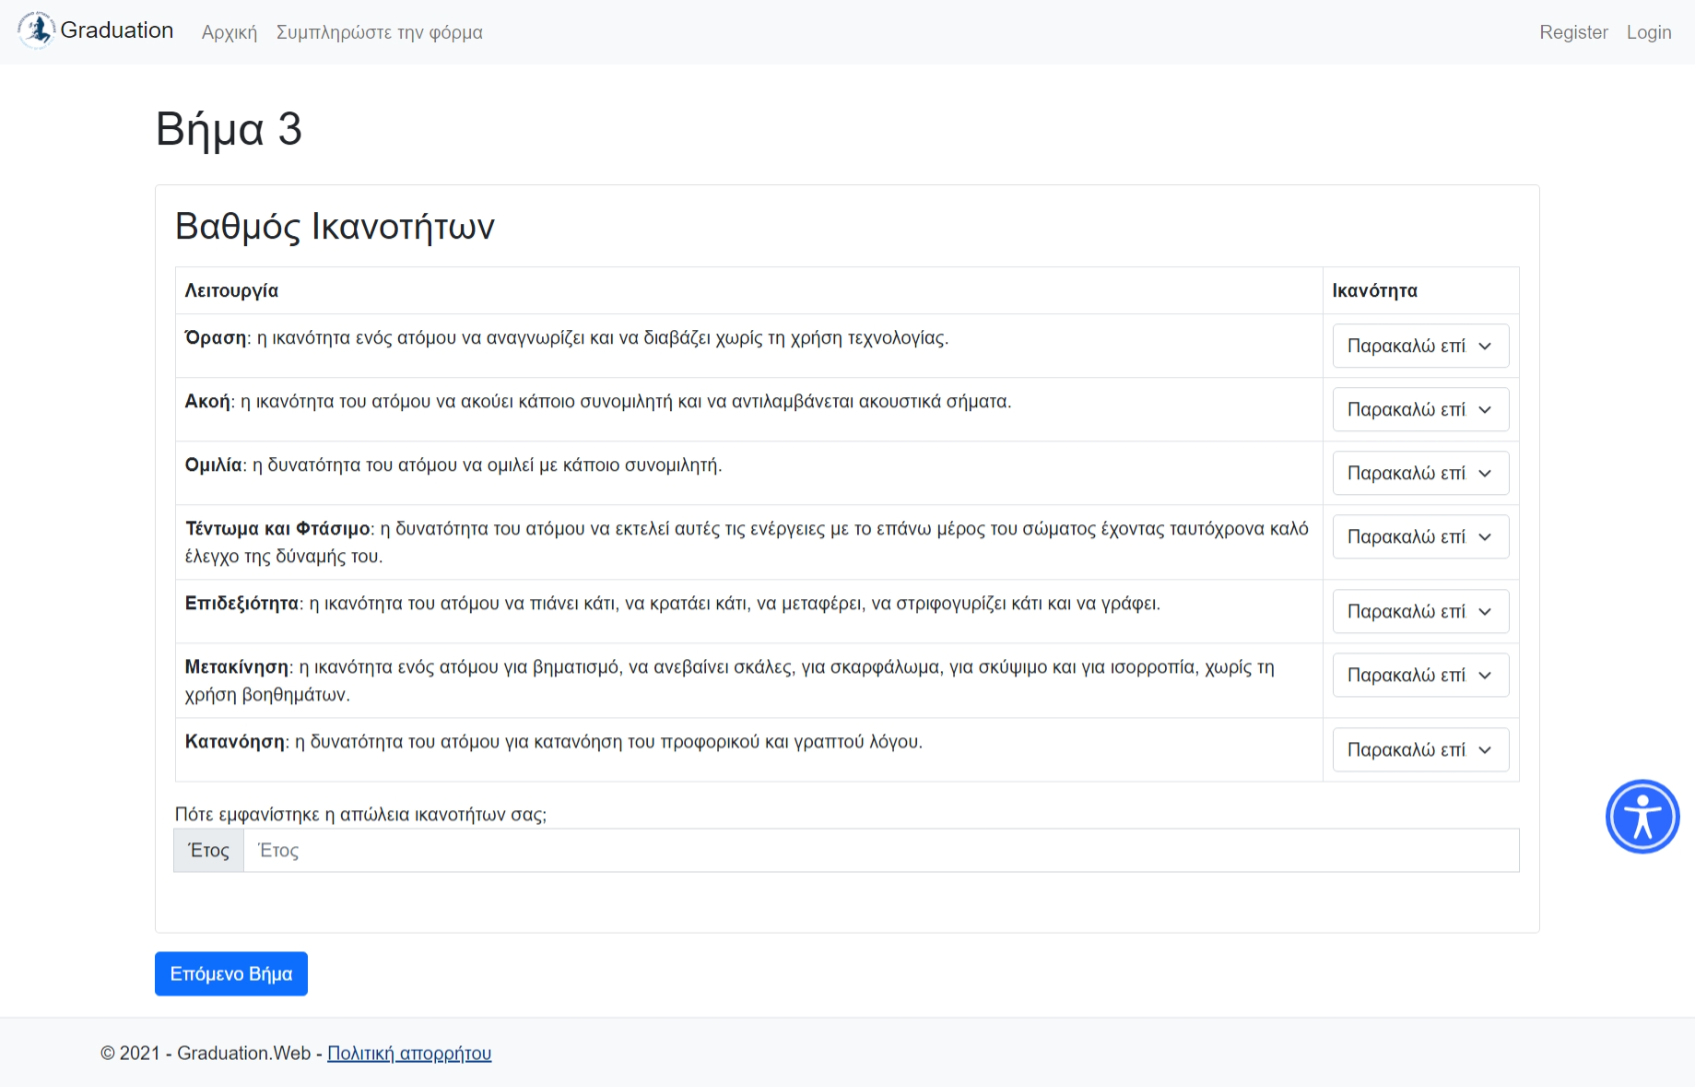 Graduation
Αρχική
Συμπληρώστε την φόρμα
Register
Login
Βήμα 3
Βαθμός Ικανοτήτων
Λειτουργία
Ικανότητα
Όραση: η ικανότητα ενός ατόμου να αναγνωρίζει και να διαβάζει χωρίς τη χρήση τεχνολογίας.
Παρακαλώ επί
Ακοή: η ικανότητα του ατόμου να ακούει κάποιο συνομιλητή και να αντιλαμβάνεται ακουστικά σήματα.
Παρακαλώ επί
Ομιλία: η δυνατότητα του ατόμου να ομιλεί με κάποιο συνομιλητή.
Παρακαλώ επί
Τέντωμα και Φτάσιμο: η δυνατότητα του ατόμου να εκτελεί αυτές τις ενέργειες με το επάνω μέρος του σώματος έχοντας ταυτόχρονα καλό
έλεγχο της δύναμής του.
Παρακαλώ επί
Επιδεξιότητα: η ικανότητα του ατόμου να πιάνει κάτι, να κρατάει κάτι, να μεταφέρει, να στριφογυρίζει κάτι και να γράφει.
Παρακαλώ επί
Μετακίνηση: η ικανότητα ενός ατόμου για βηματισμό, να ανεβαίνει σκάλες, για σκαρφάλωμα, για σκύψιμο και για ισορροπία, χωρίς τη
χρήση βοηθημάτων.
Παρακαλώ επί
Κατανόηση: η δυνατότητα του ατόμου για κατανόηση του προφορικού και γραπτού λόγου.
Παρακαλώ επί
Πότε εμφανίστηκε η απώλεια ικανοτήτων σας;
Έτος
Έτος
Επόμενο Βήμα
© 2021 - Graduation.Web - Πολιτική απορρήτου